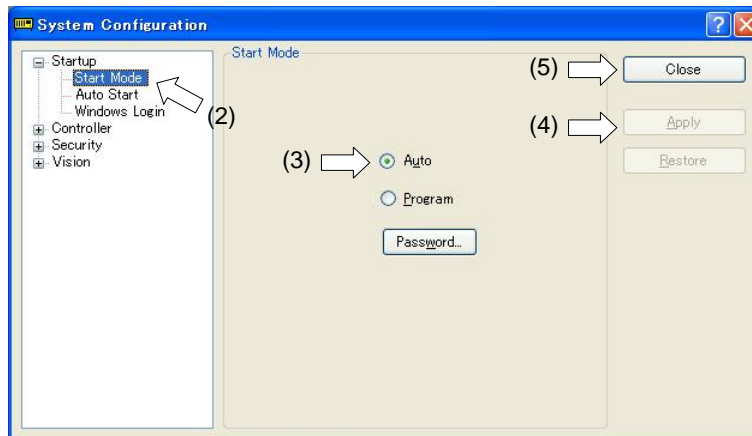 System Configuration
Startup
Start Mode
Auto Start
Windows Login
Controller
Security
Vision
(2)
Start Mode
(3)
Auto
Program
Password...
(5)
Close
(4)
Apply
Restore